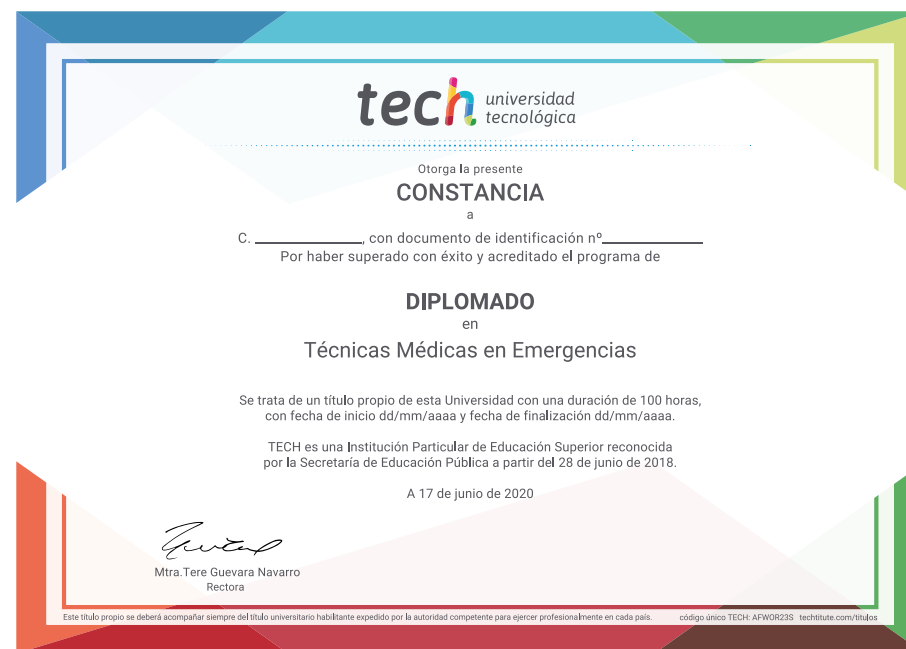 tech universidad
tecnológica
Otorga la presente
CONSTANCIA
a
C. ____________, con documento de identificación nº____________
Por haber superado con éxito y acreditado el programa de
DIPLOMADO
en
Técnicas Médicas en Emergencias
Se trata de un título propio de esta Universidad con una duración de 100 horas,
con fecha de inicio dd/mm/aaaa y fecha de finalización dd/mm/aaaa.
TECH es una Institución Particular de Educación Superior reconocida
por la Secretaría de Educación Pública a partir del 28 de junio de 2018.
A 17 de junio de 2020
Mtra.Tere Guevara Navarro
Rectora
Este título propio se deberá acompañar siempre del título universitario habilitante expedido por la autoridad competente para ejercer profesionalmente en cada país. código único TECH: AFWOR23S techtitute.com/titulos